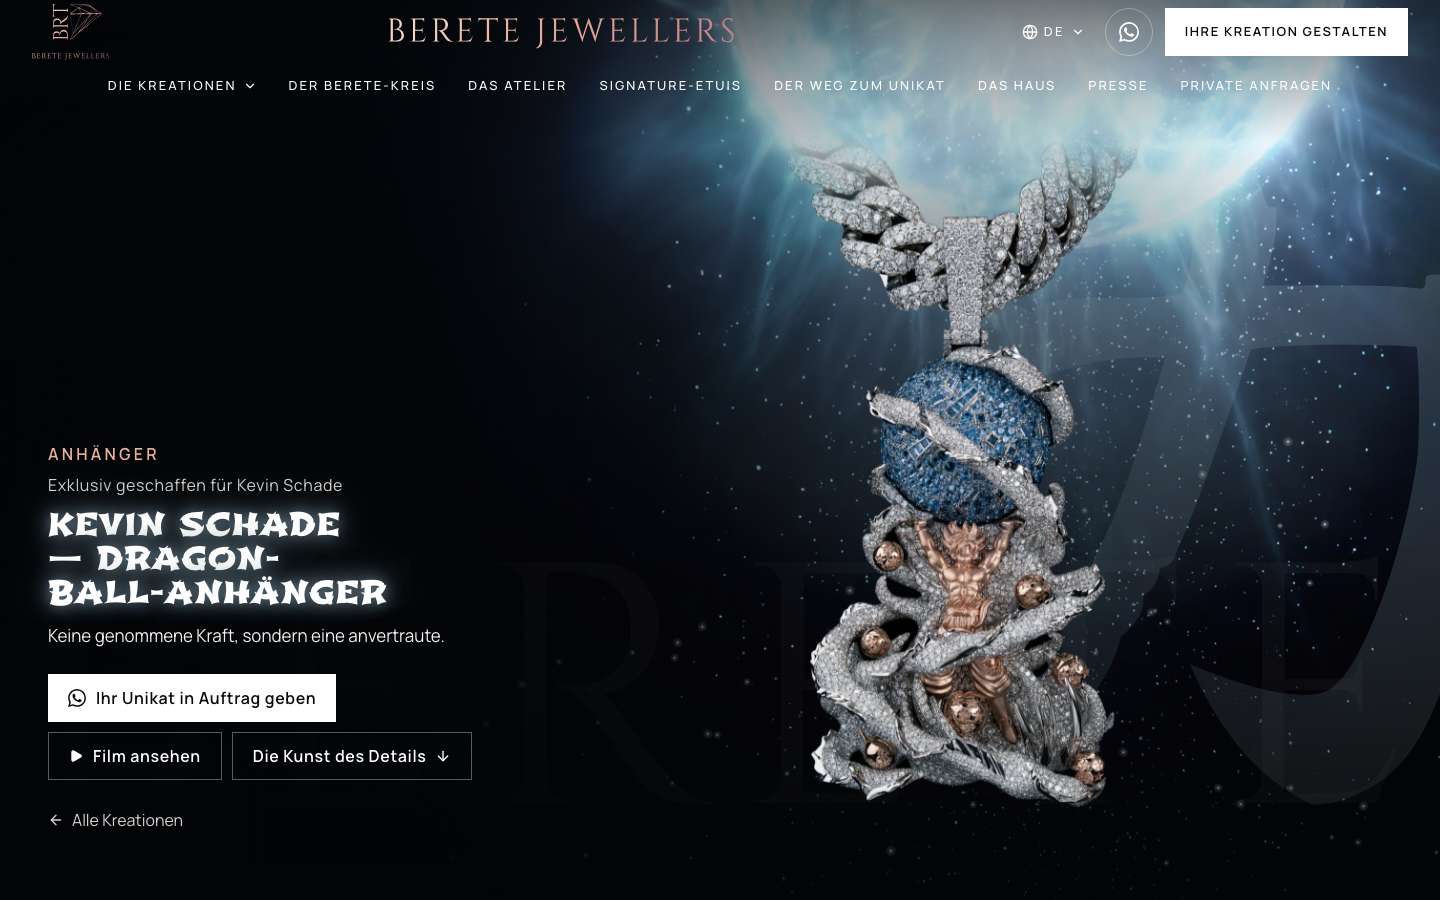 BRT
BERETE JEWELLERS
BERETE JEWELLERS
DE
IHRE KREATION GESTALTEN
DIE KREATIONEN
DER BERETE-KREIS
DAS ATELIER
SIGNATURE-ETUIS
DER WEG ZUM UNIKAT
DAS HAUS
PRESSE
PRIVATE ANFRAGEN
ANHÄNGER
Exklusiv geschaffen für Kevin Schade
KEVIN SCHADE
— DRAGON-
BALL-ANHÄNGER
Keine genommene Kraft, sondern eine anvertraute.
Ihr Unikat in Auftrag geben
Film ansehen
Die Kunst des Details ↓
← Alle Kreationen